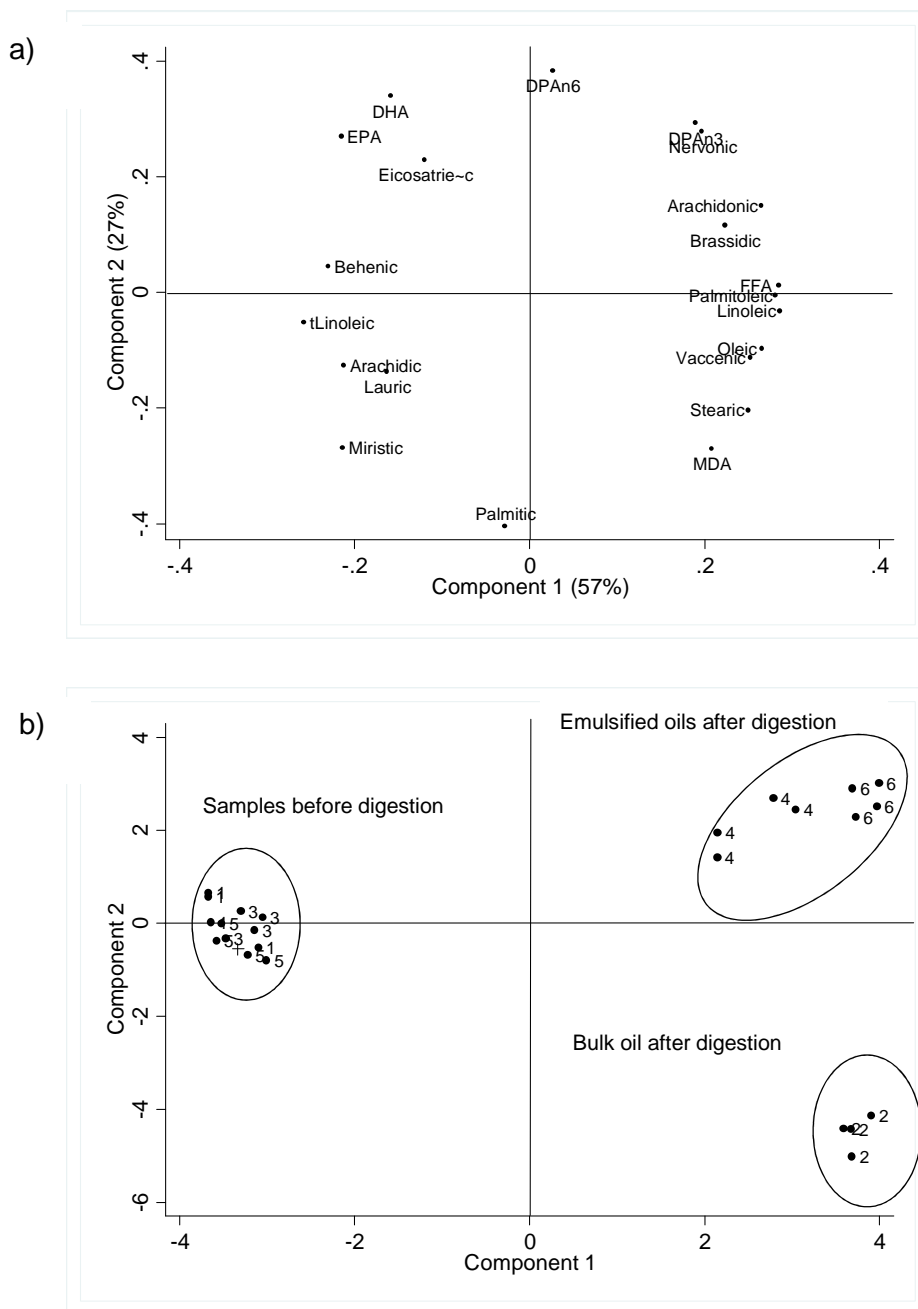 a)
.4
DPAn6
DHA
EPA
DPAn3
Nervonic
Eicosatrie~c
.2
Arachidonic
Brassidic
Component 2 (27%)
Behenic
FFA
0
Palmitoleic
Linoleic
tLinoleic
Oleic
Vaccenic
Arachidic
Lauric
-.2
Stearic
Miristic
MDA
Palmitic
-.4
-.4 -.2 0 .2 .4
Component 1 (57%)
b)
Emulsified oils after digestion
4
Samples before digestion
6
6
4
6
4
6
2
4
4
1
1
3
3
0
1
5
3
5
3
1
5
5
Component 2
-2
Bulk oil after digestion
-4
2
2
2
2
-6
-4 -2 0 2 4
Component 1